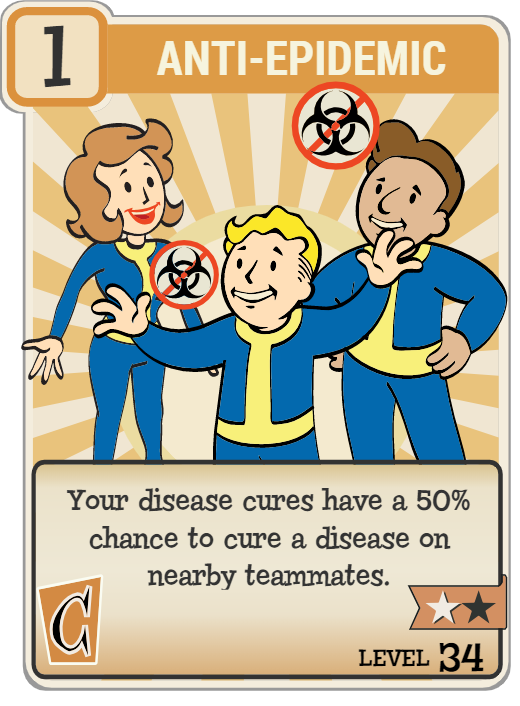 1
ANTI-EPIDEMIC
Your disease cures have a 50%
chance to cure a disease on
nearby teammates.
C
LEVEL 34